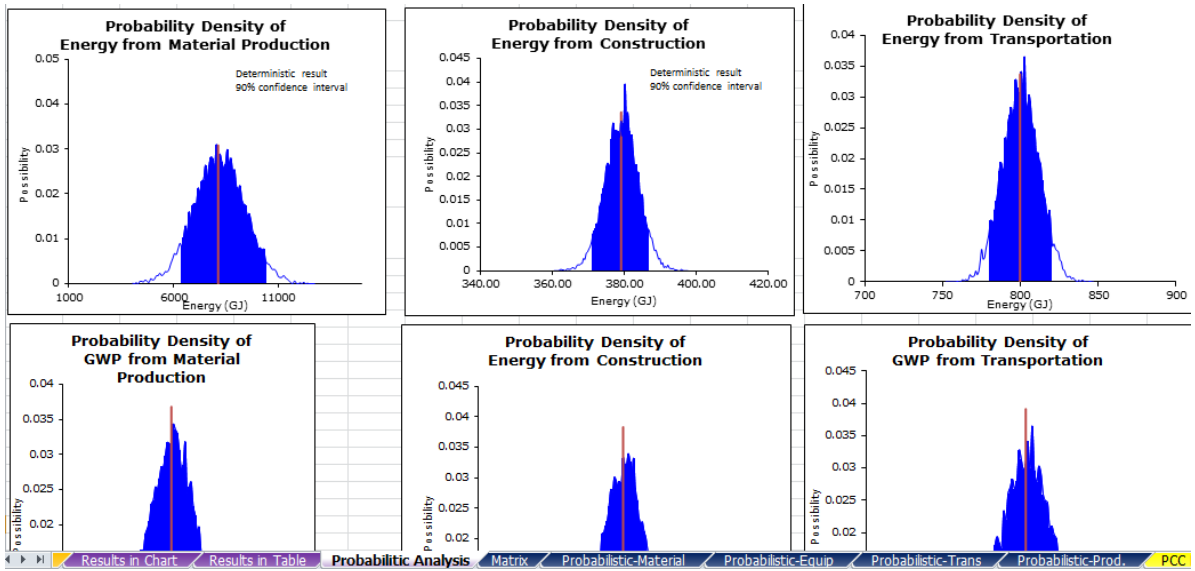 Probability Density of
Energy from Material Production
0.05
0.04
0.03
0.02
0.01
0
Possibility
Deterministic result
90% confidence interval
1000
6000
11000
Energy (GJ)
Probability Density of
Energy from Construction
0.045
0.04
0.035
0.03
0.025
0.02
0.015
0.01
0.005
0
Possibility
Deterministic result
90% confidence interval
340.00
360.00
380.00
400.00
420.00
Energy (GJ)
Probability Density of
Energy from Transportation
0.04
0.035
0.03
0.025
0.02
0.015
0.01
0.005
0
Possibility
700
750
800
850
900
Energy (GJ)
Probability Density of
GWP from Material
Production
0.04
0.035
0.03
0.025
0.02
Possibility
Probability Density of
Energy from Construction
0.045
0.04
0.035
0.03
0.025
0.02
Possibility
Probability Density of
GWP from Transportation
0.045
0.04
0.035
0.03
0.025
0.02
Possibility
Results in Chart
Results in Table
Probabilitic Analysis
Matrix
Probabilistic-Material
Probabilistic-Equip
Probabilistic-Trans
Probabilistic-Prod.
PCC